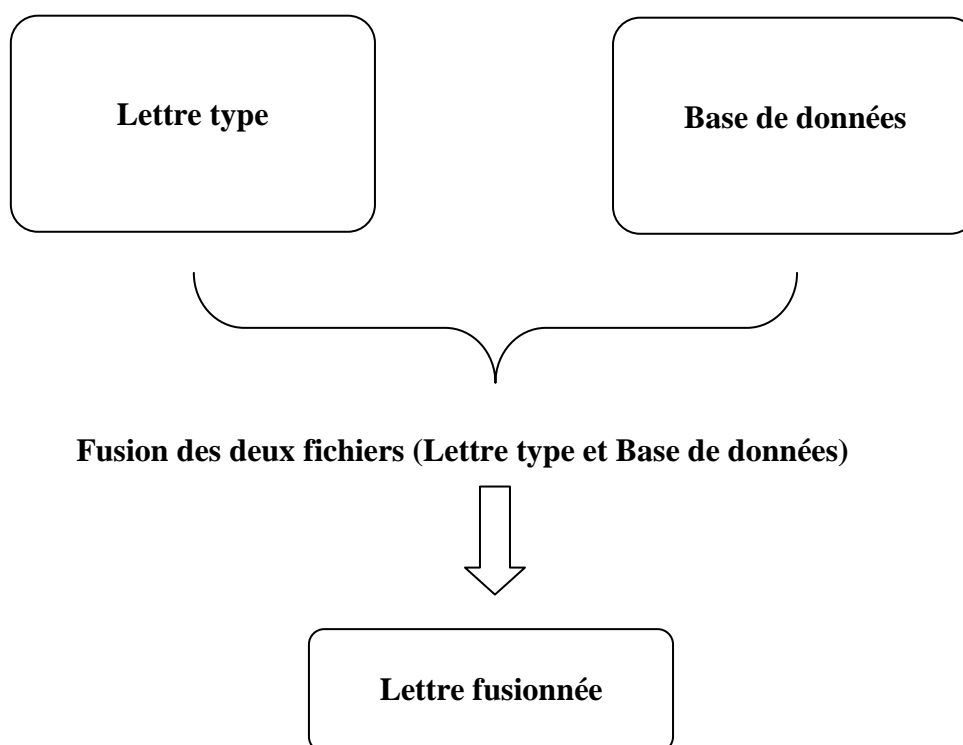 Lettre type
Base de données
Fusion des deux fichiers (Lettre type et Base de données)
Lettre fusionnée